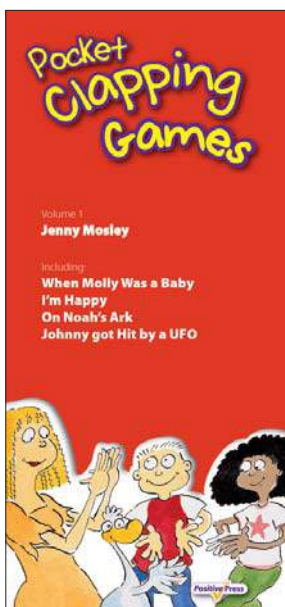 Pocket
Clapping
Games
Volume 1
Jenny Mosley
Including:
When Molly Was a Baby
I'm Happy
On Noah's Ark
Johnny got Hit by a UFO
Positive Press